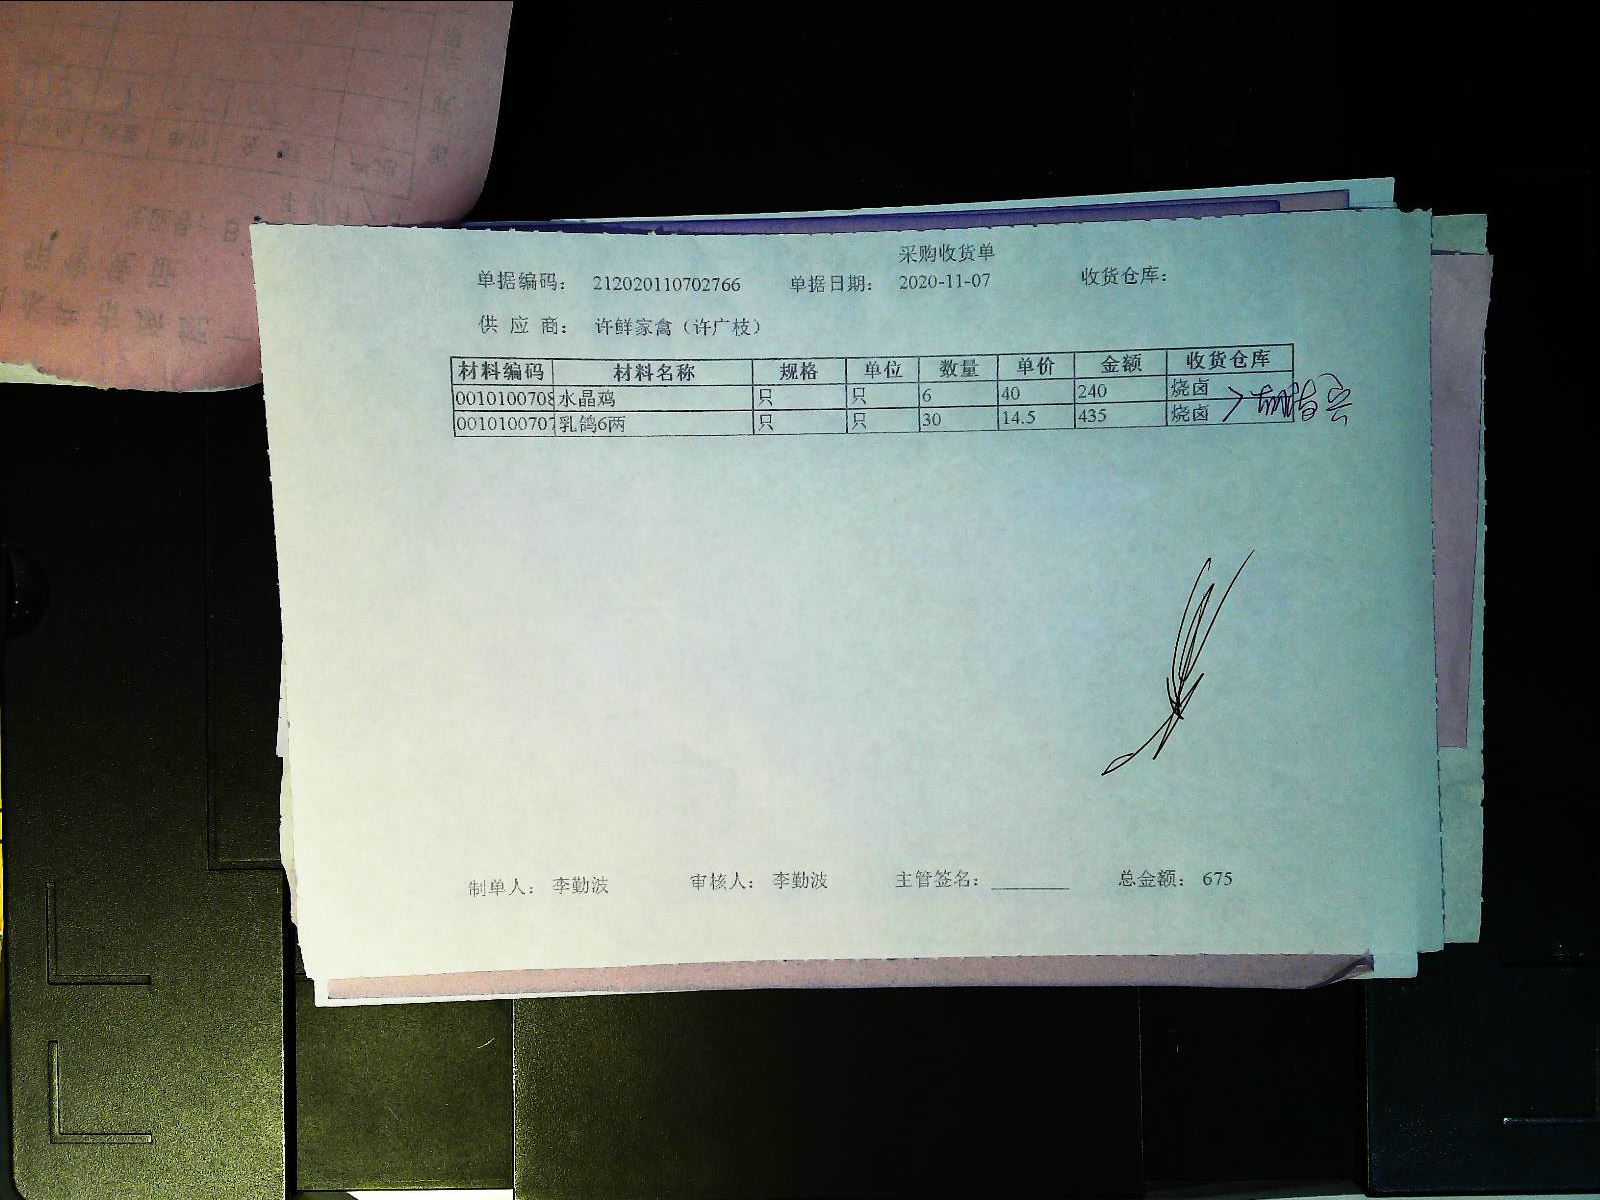 采购收货单
单据编码： 212020110702766 单据日期： 2020-11-07 收货仓库：
供 应 商： 许鲜家禽（许广枝）
材料编码 材料名称 规格 单位 数量 单价 金额 收货仓库
0010100708 水晶鸡 只 只 6 40 240 烧卤
0010100707 乳鸽6两 只 只 30 14.5 435 烧卤
制单人： 李勤波 审核人： 李勤波 主管签名：________ 总金额： 675